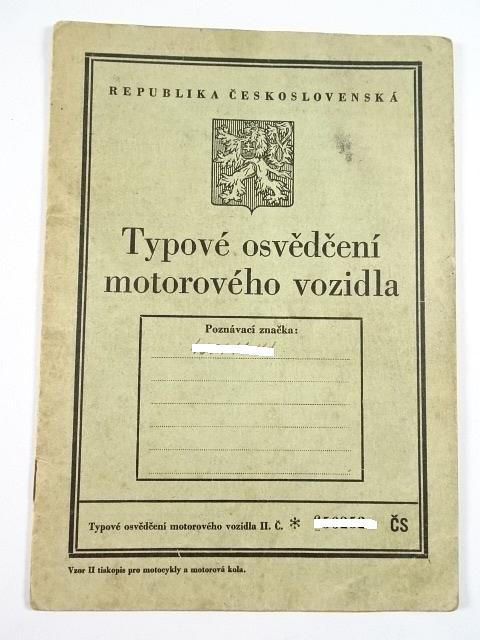 REPUBLIKA ČESKOSLOVENSKÁ
Typové osvědčení
motorového vozidla
Poznávací značka:
Typové osvědčení motorového vozidla II. Č. * ČS
Vzor II tiskopis pro motocykly a motorová kola.